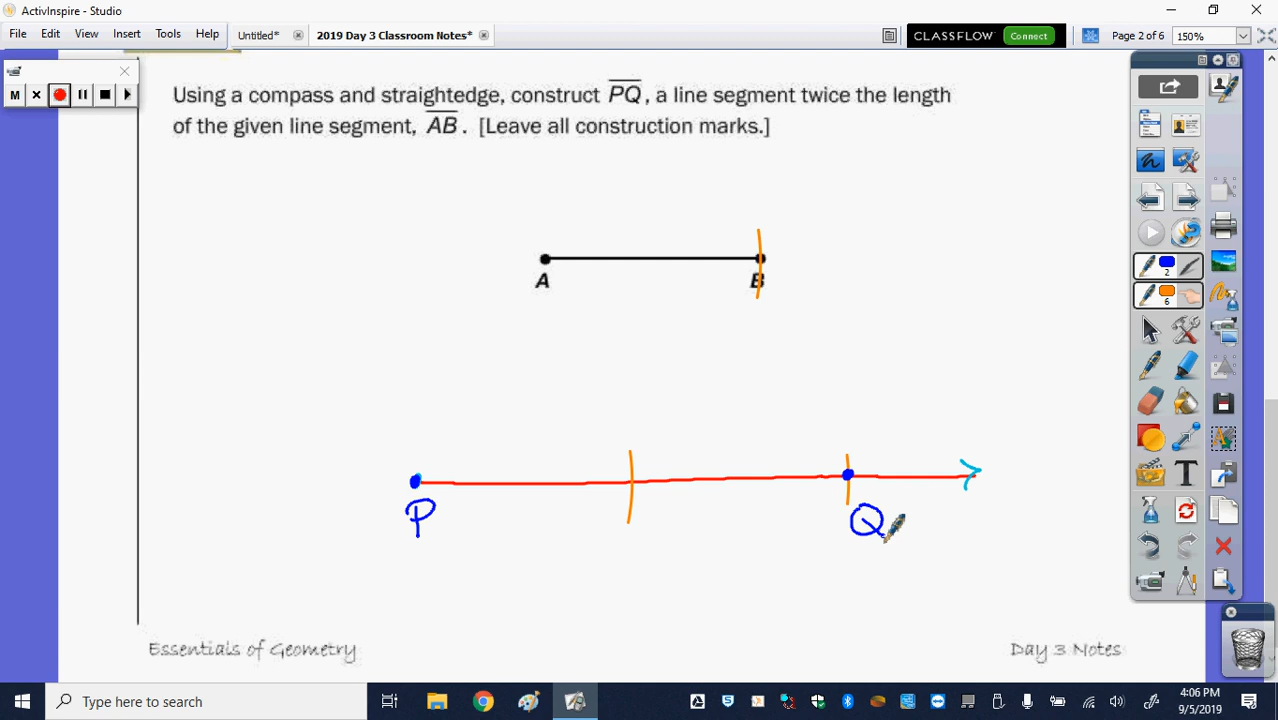 ActivInspire - Studio
File Edit View Insert Tools Help Untitled* 2019 Day 3 Classroom Notes* CLASSFLOW Connect Page 2 of 6 150%
M
Using a compass and straightedge, construct PQ, a line segment twice the length
of the given line segment, AB. [Leave all construction marks.]
2
6
A B
P Q
T
Essentials of Geometry Day 3 Notes
Type here to search
4:06 PM
9/5/2019